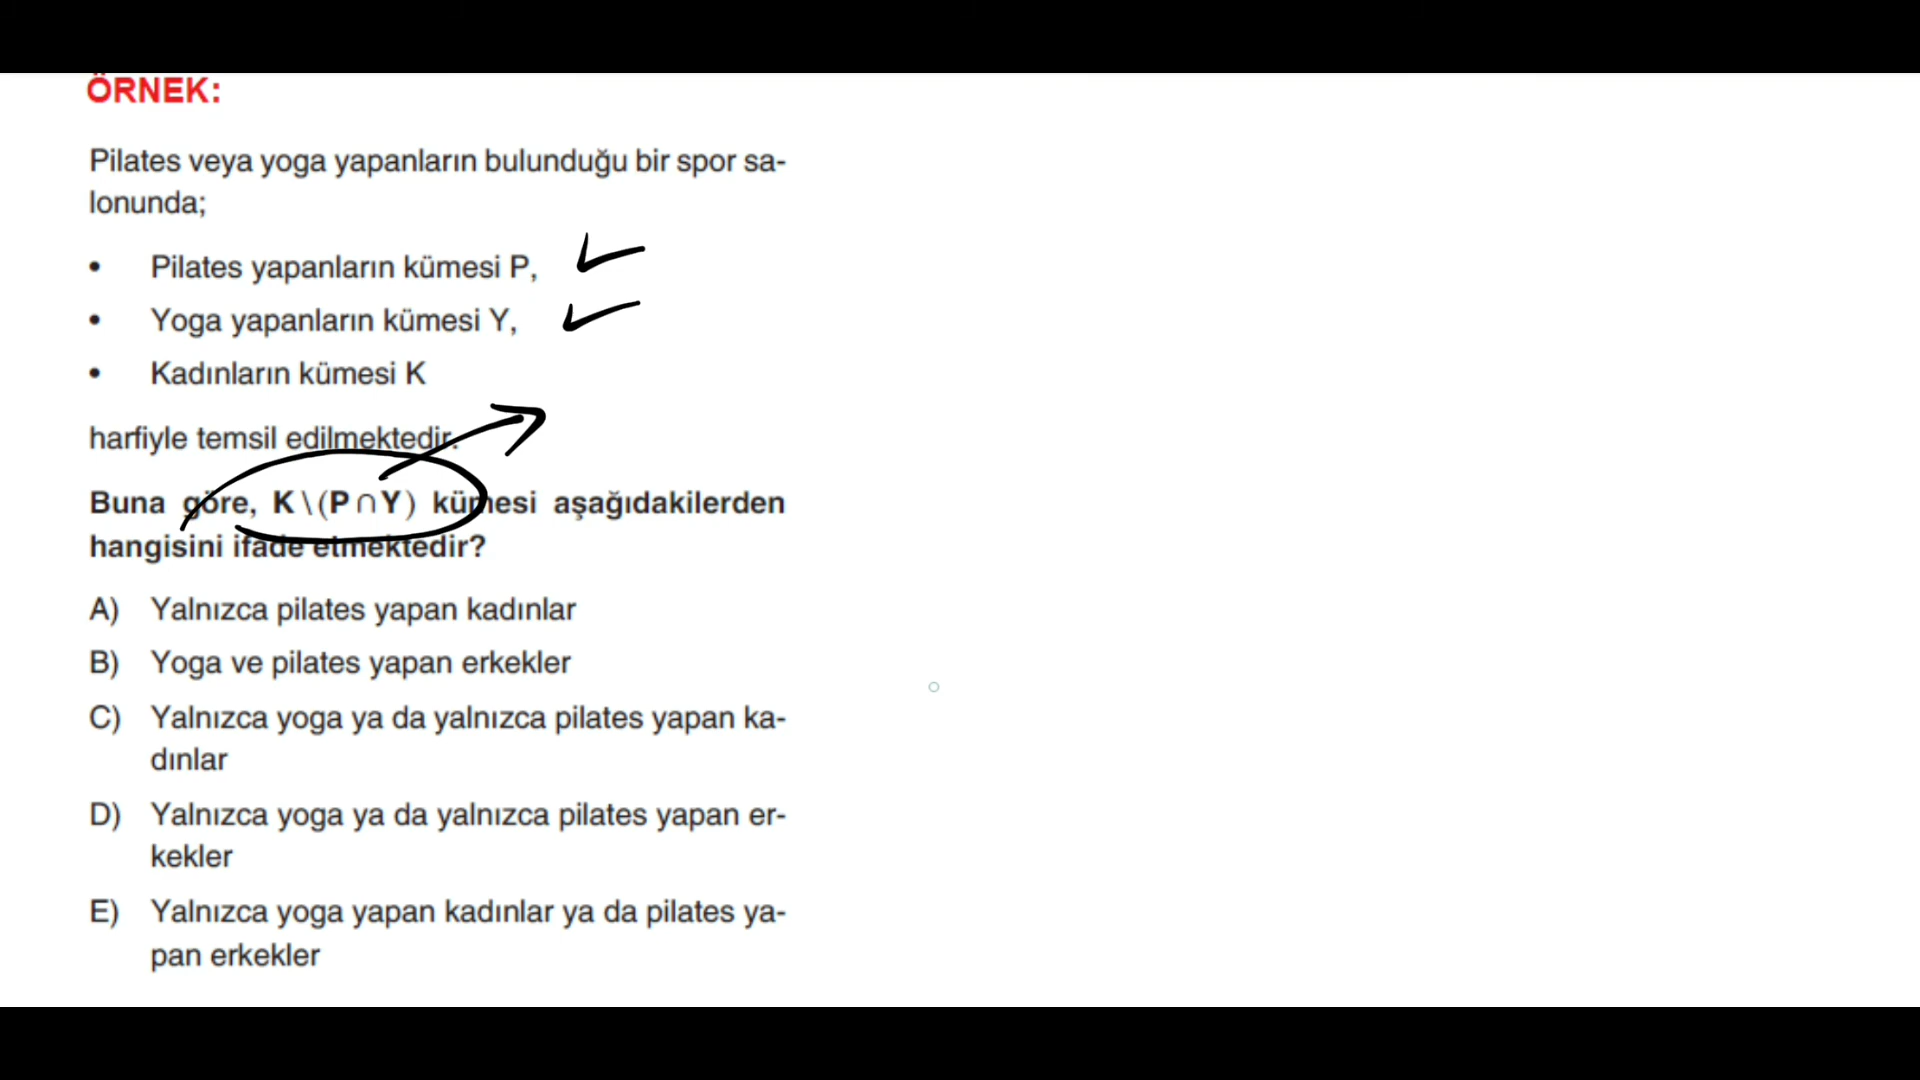 ÖRNEK:
Pilates veya yoga yapanların bulunduğu bir spor sa-
lonunda;
• Pilates yapanların kümesi P,
• Yoga yapanların kümesi Y,
• Kadınların kümesi K
harfiyle temsil edilmektedir.
Buna göre, K \ (P ∩ Y) kümesi aşağıdakilerden
hangisini ifade etmektedir?
A) Yalnızca pilates yapan kadınlar
B) Yoga ve pilates yapan erkekler
C) Yalnızca yoga ya da yalnızca pilates yapan ka-
dınlar
D) Yalnızca yoga ya da yalnızca pilates yapan er-
kekler
E) Yalnızca yoga yapan kadınlar ya da pilates ya-
pan erkekler